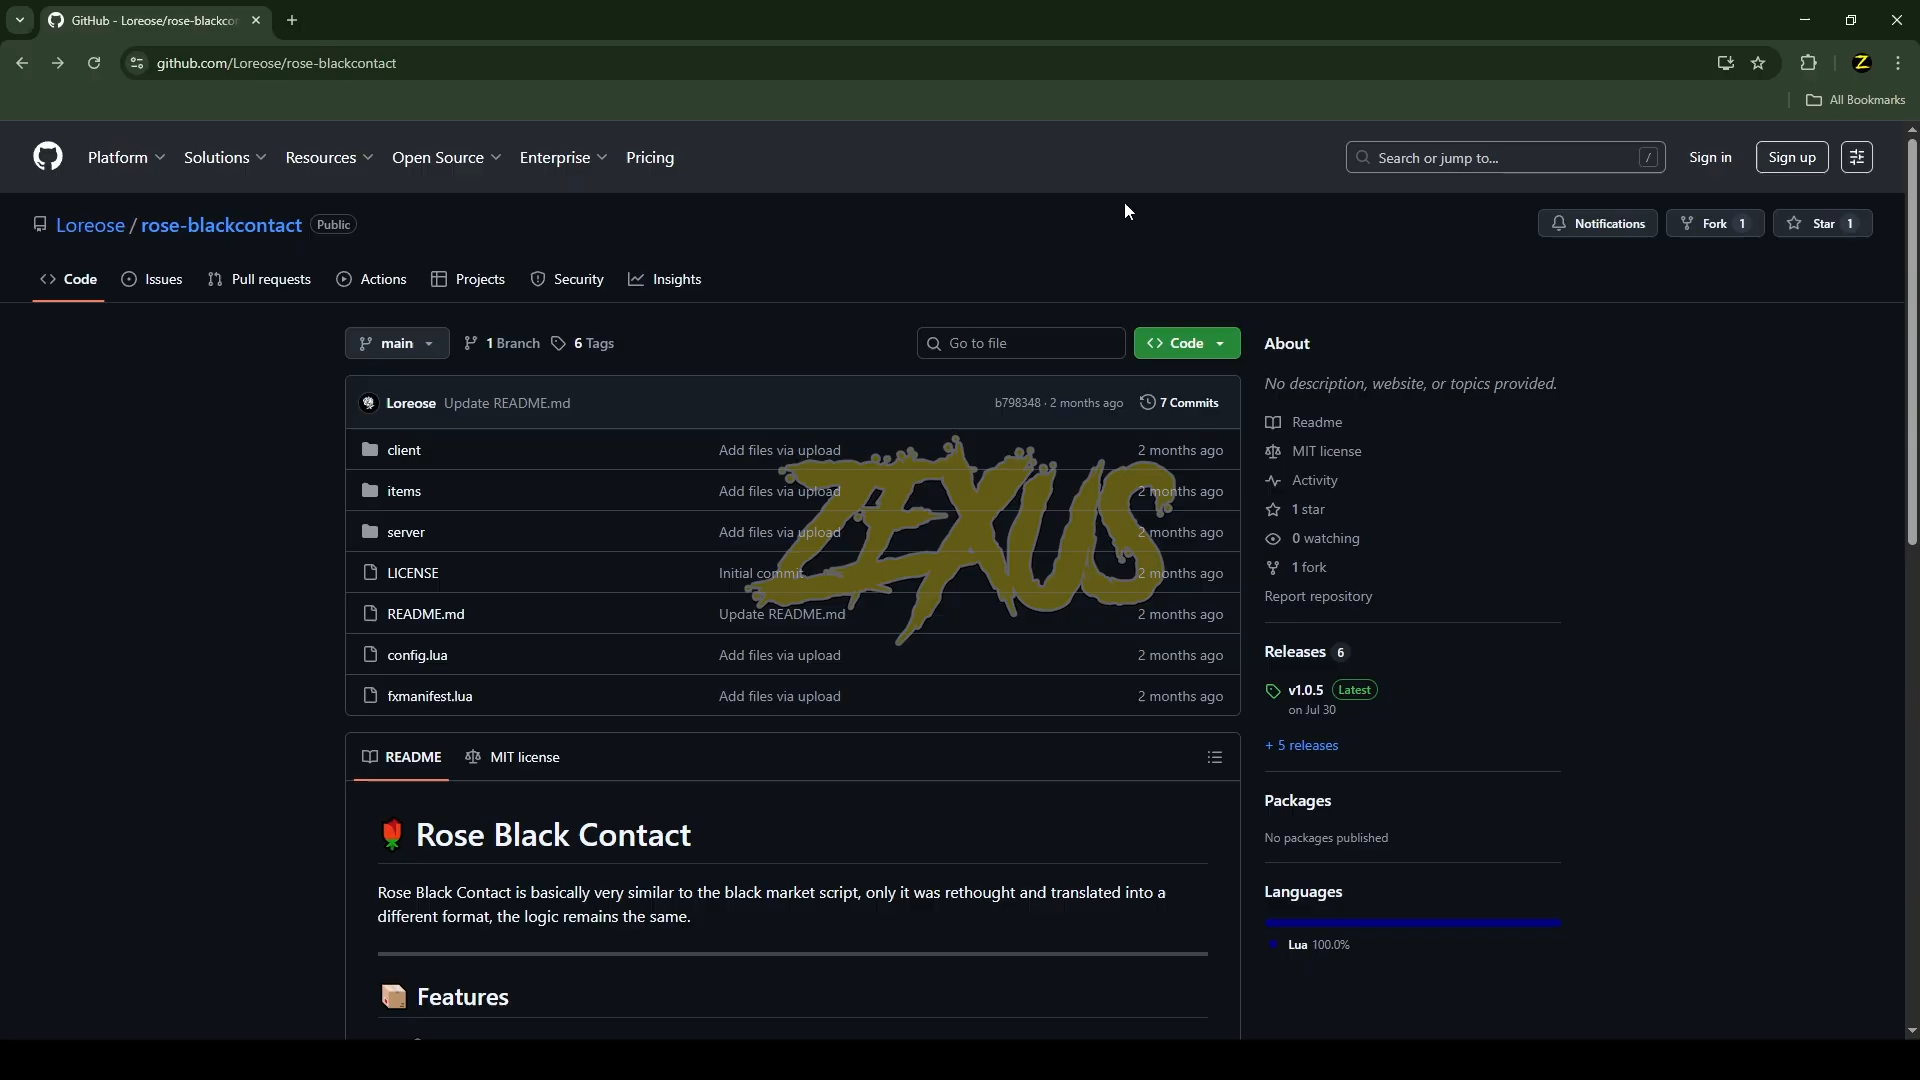 GitHub - Loreose/rose-blackco
github.com/Loreose/rose-blackcontact
Z
All Bookmarks
Platform Solutions Resources Open Source Enterprise Pricing
Search or jump to... /
Sign in
Sign up
Loreose / rose-blackcontact Public
Notifications
Fork 1
Star 1
Code Issues Pull requests Actions Projects Security Insights
main 1 Branch 6 Tags
Go to file
Code
Loreose Update README.md b798348 · 2 months ago 7 Commits
client Add files via upload 2 months ago
items Add files via upload 2 months ago
server Add files via upload 2 months ago
LICENSE Initial commit 2 months ago
README.md Update README.md 2 months ago
config.lua Add files via upload 2 months ago
fxmanifest.lua Add files via upload 2 months ago
ZEXUS
README MIT license
Rose Black Contact
Rose Black Contact is basically very similar to the black market script, only it was rethought and translated into a
different format, the logic remains the same.
Features
About
No description, website, or topics provided.
Readme
MIT license
Activity
1 star
0 watching
1 fork
Report repository
Releases 6
v1.0.5 Latest
on Jul 30
+ 5 releases
Packages
No packages published
Languages
Lua 100.0%